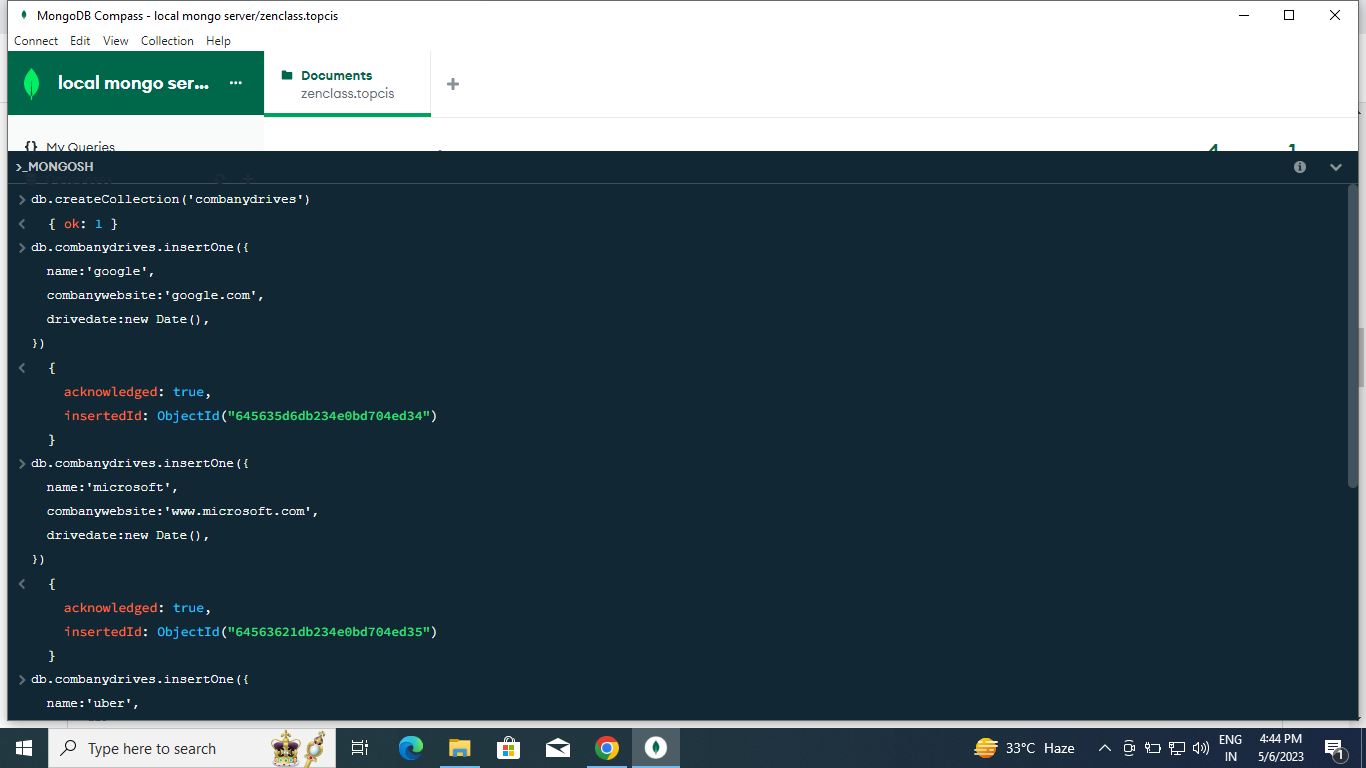 MongoDB Compass - local mongo server/zenclass.topcis
Connect Edit View Collection Help
local mongo ser... ...
Documents
zenclass.topcis
+
{} My Queries
>_MONGOSH
db.createCollection('combanydrives')
{ ok: 1 }
db.combanydrives.insertOne({
name:'google',
combanywebsite:'google.com',
drivedate:new Date(),
})
{
acknowledged: true,
insertedId: ObjectId("645635d6db234e0bd704ed34")
}
db.combanydrives.insertOne({
name:'microsoft',
combanywebsite:'www.microsoft.com',
drivedate:new Date(),
})
{
acknowledged: true,
insertedId: ObjectId("64563621db234e0bd704ed35")
}
db.combanydrives.insertOne({
name:'uber',
Type here to search
33°C Haze
ENG
IN
4:44 PM
5/6/2023
1